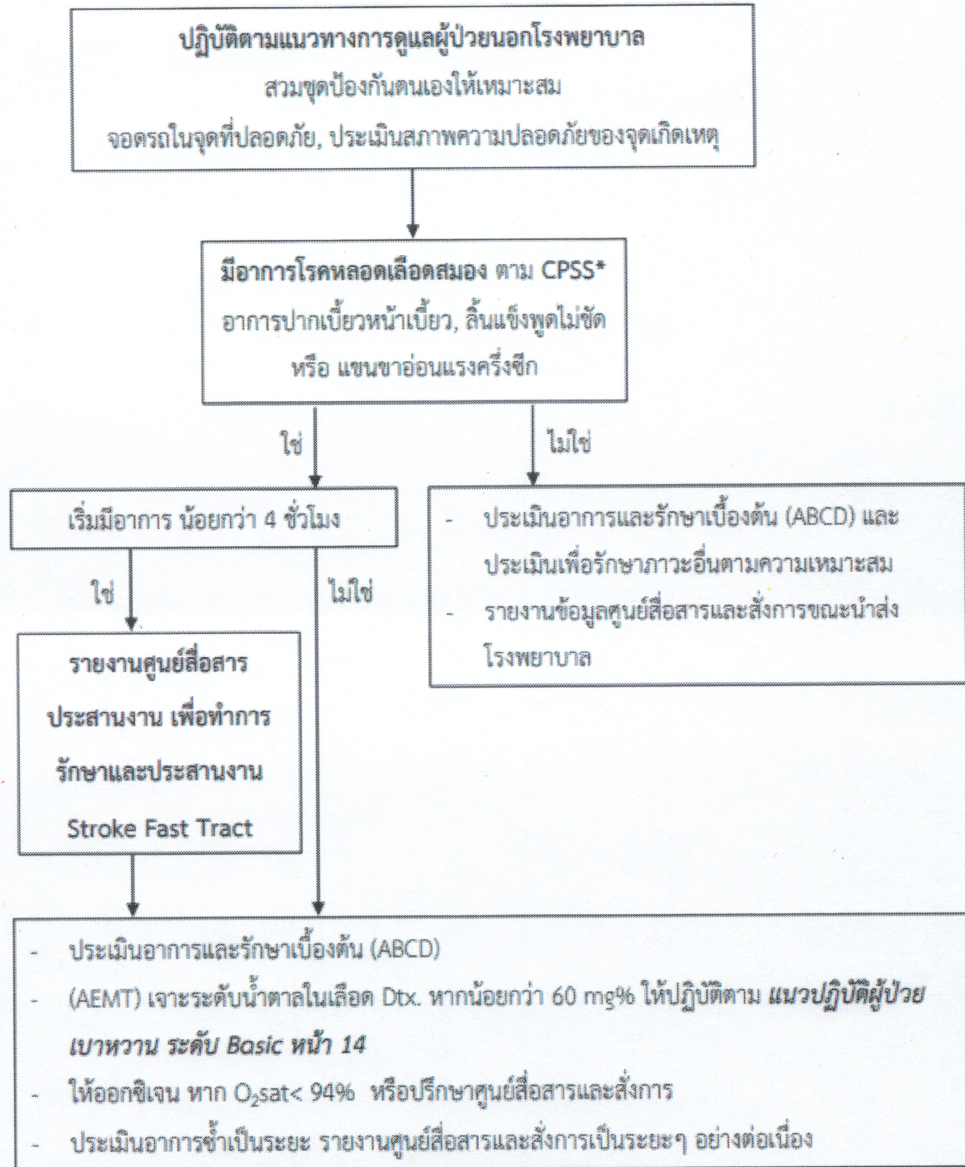 ปฏิบัติตามแนวทางการดูแลผู้ป่วยนอกโรงพยาบาล
สวมชุดป้องกันตนเองให้เหมาะสม
จอดรถในจุดที่ปลอดภัย, ประเมินสภาพความปลอดภัยของจุดเกิดเหตุ
มีอาการโรคหลอดเลือดสมอง ตาม CPSS*
อาการปากเบี้ยวหน้าเบี้ยว, ลิ้นแข็งพูดไม่ชัด
หรือ แขนขาอ่อนแรงครึ่งซีก
ใช่
ไม่ใช่
เริ่มมีอาการ น้อยกว่า 4 ชั่วโมง
- ประเมินอาการและรักษาเบื้องต้น (ABCD) และ
ประเมินเพื่อรักษาภาวะอื่นตามความเหมาะสม
- รายงานข้อมูลศูนย์สื่อสารและสั่งการขณะนำส่ง
โรงพยาบาล
ใช่
ไม่ใช่
รายงานศูนย์สื่อสาร
ประสานงาน เพื่อทำการ
รักษาและประสานงาน
Stroke Fast Tract
- ประเมินอาการและรักษาเบื้องต้น (ABCD)
- (AEMT) เจาะระดับน้ำตาลในเลือด Dtx. หากน้อยกว่า 60 mg% ให้ปฏิบัติตาม แนวปฏิบัติผู้ป่วย
เบาหวาน ระดับ Basic หน้า 14
- ให้ออกซิเจน หาก O₂sat< 94% หรือปรึกษาศูนย์สื่อสารและสั่งการ
- ประเมินอาการซ้ำเป็นระยะ รายงานศูนย์สื่อสารและสั่งการเป็นระยะๆ อย่างต่อเนื่อง